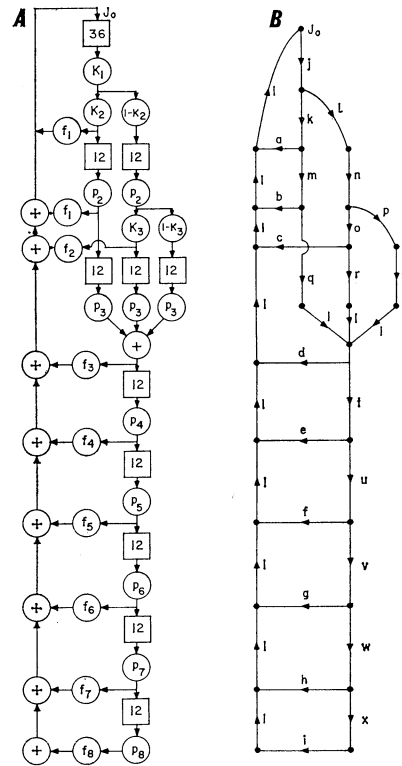 A
J₀
36
K₁
K₂ 1-K₂
f₁
12 12
p₂ p₂
K₃ 1-K₃
+ f₁
+ f₂
12 12 12
p₃ p₃ p₃
+
+ f₃
12
p₄
+ f₄
12
p₅
+ f₅
12
p₆
+ f₆
12
p₇
+ f₇
12
+ f₈ p₈
B
J₀
j
l k L
a
l m n
b p
l c o
q r
l l l l
d
l t
e
l u
f
l v
g
l w
h
l x
i